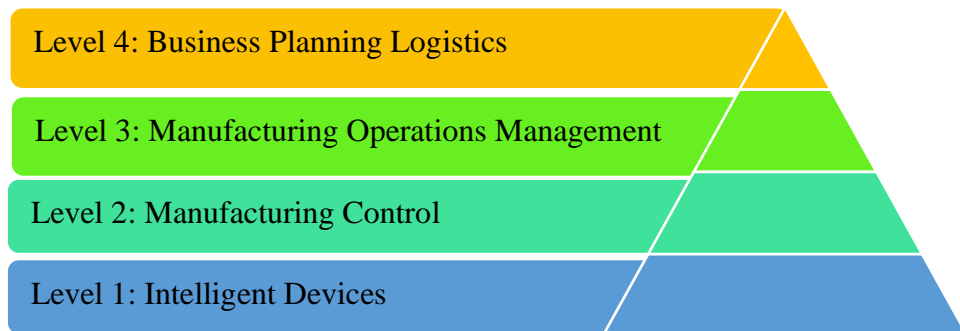 Level 4: Business Planning Logistics
Level 3: Manufacturing Operations Management
Level 2: Manufacturing Control
Level 1: Intelligent Devices